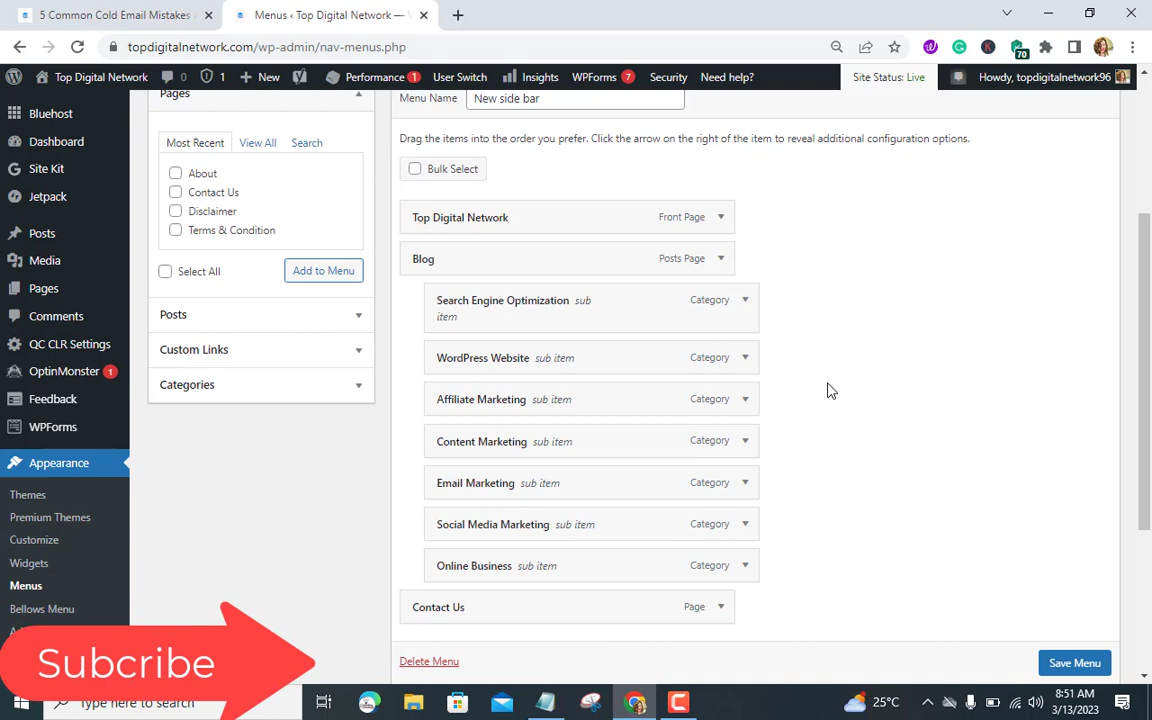 5 Common Cold Email Mistakes
Menus ‹ Top Digital Network — W
topdigitalnetwork.com/wp-admin/nav-menus.php
70
Top Digital Network 0 1 New Performance 1 User Switch Insights WPForms 7 Security Need help? Site Status: Live Howdy, topdigitalnetwork96
Bluehost
Dashboard
Site Kit
Jetpack
Posts
Media
Pages
Comments
QC CLR Settings
OptinMonster 1
Feedback
WPForms
Appearance
Themes
Premium Themes
Customize
Widgets
Menus
Bellows Menu
Pages
Most Recent View All Search
About
Contact Us
Disclaimer
Terms & Condition
Select All Add to Menu
Posts
Custom Links
Categories
Menu Name New side bar
Drag the items into the order you prefer. Click the arrow on the right of the item to reveal additional configuration options.
Bulk Select
Top Digital Network Front Page
Blog Posts Page
Search Engine Optimization sub Category
item
WordPress Website sub item Category
Affiliate Marketing sub item Category
Content Marketing sub item Category
Email Marketing sub item Category
Social Media Marketing sub item Category
Online Business sub item Category
Contact Us Page
Delete Menu Save Menu
Subcribe
Type here to search
25°C
8:51 AM
3/13/2023